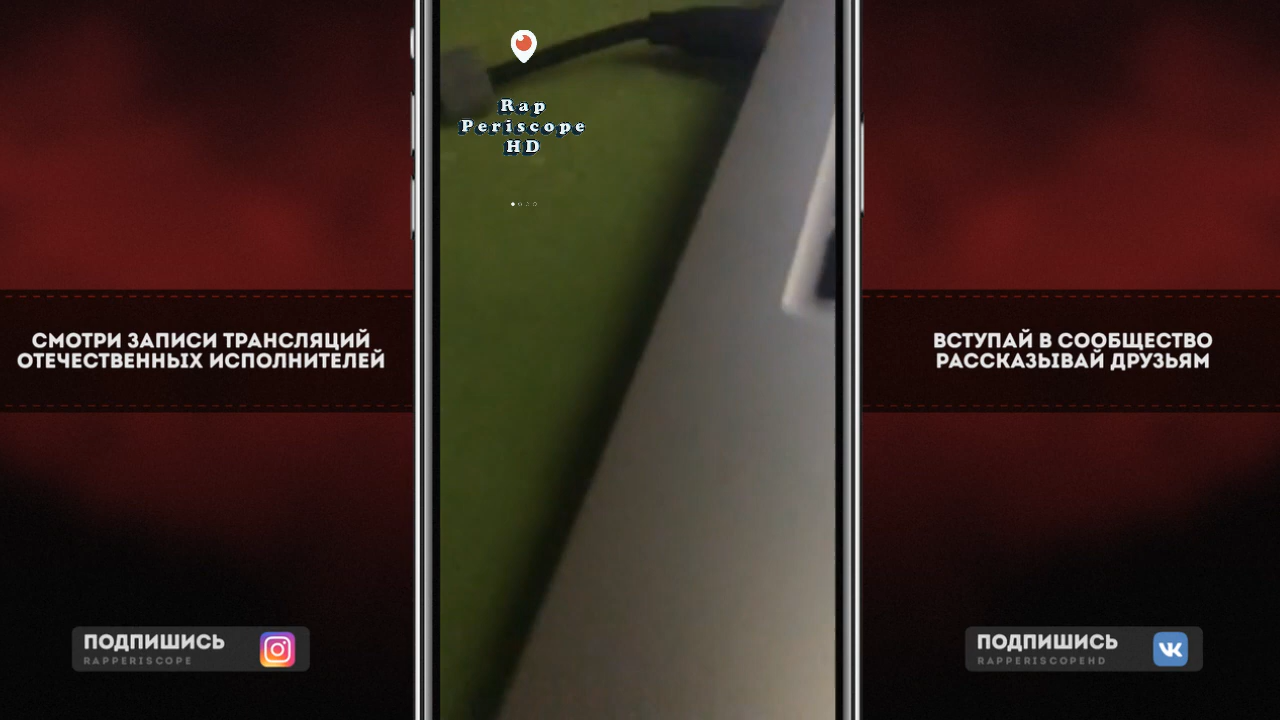 Rap
Periscope
HD
СМОТРИ ЗАПИСИ ТРАНСЛЯЦИЙ
ОТЕЧЕСТВЕННЫХ ИСПОЛНИТЕЛЕЙ
ВСТУПАЙ В СООБЩЕСТВО
РАССКАЗЫВАЙ ДРУЗЬЯМ
ПОДПИШИСЬ
RAPPERISCOPE
ПОДПИШИСЬ
RAPPERISCOPEHD